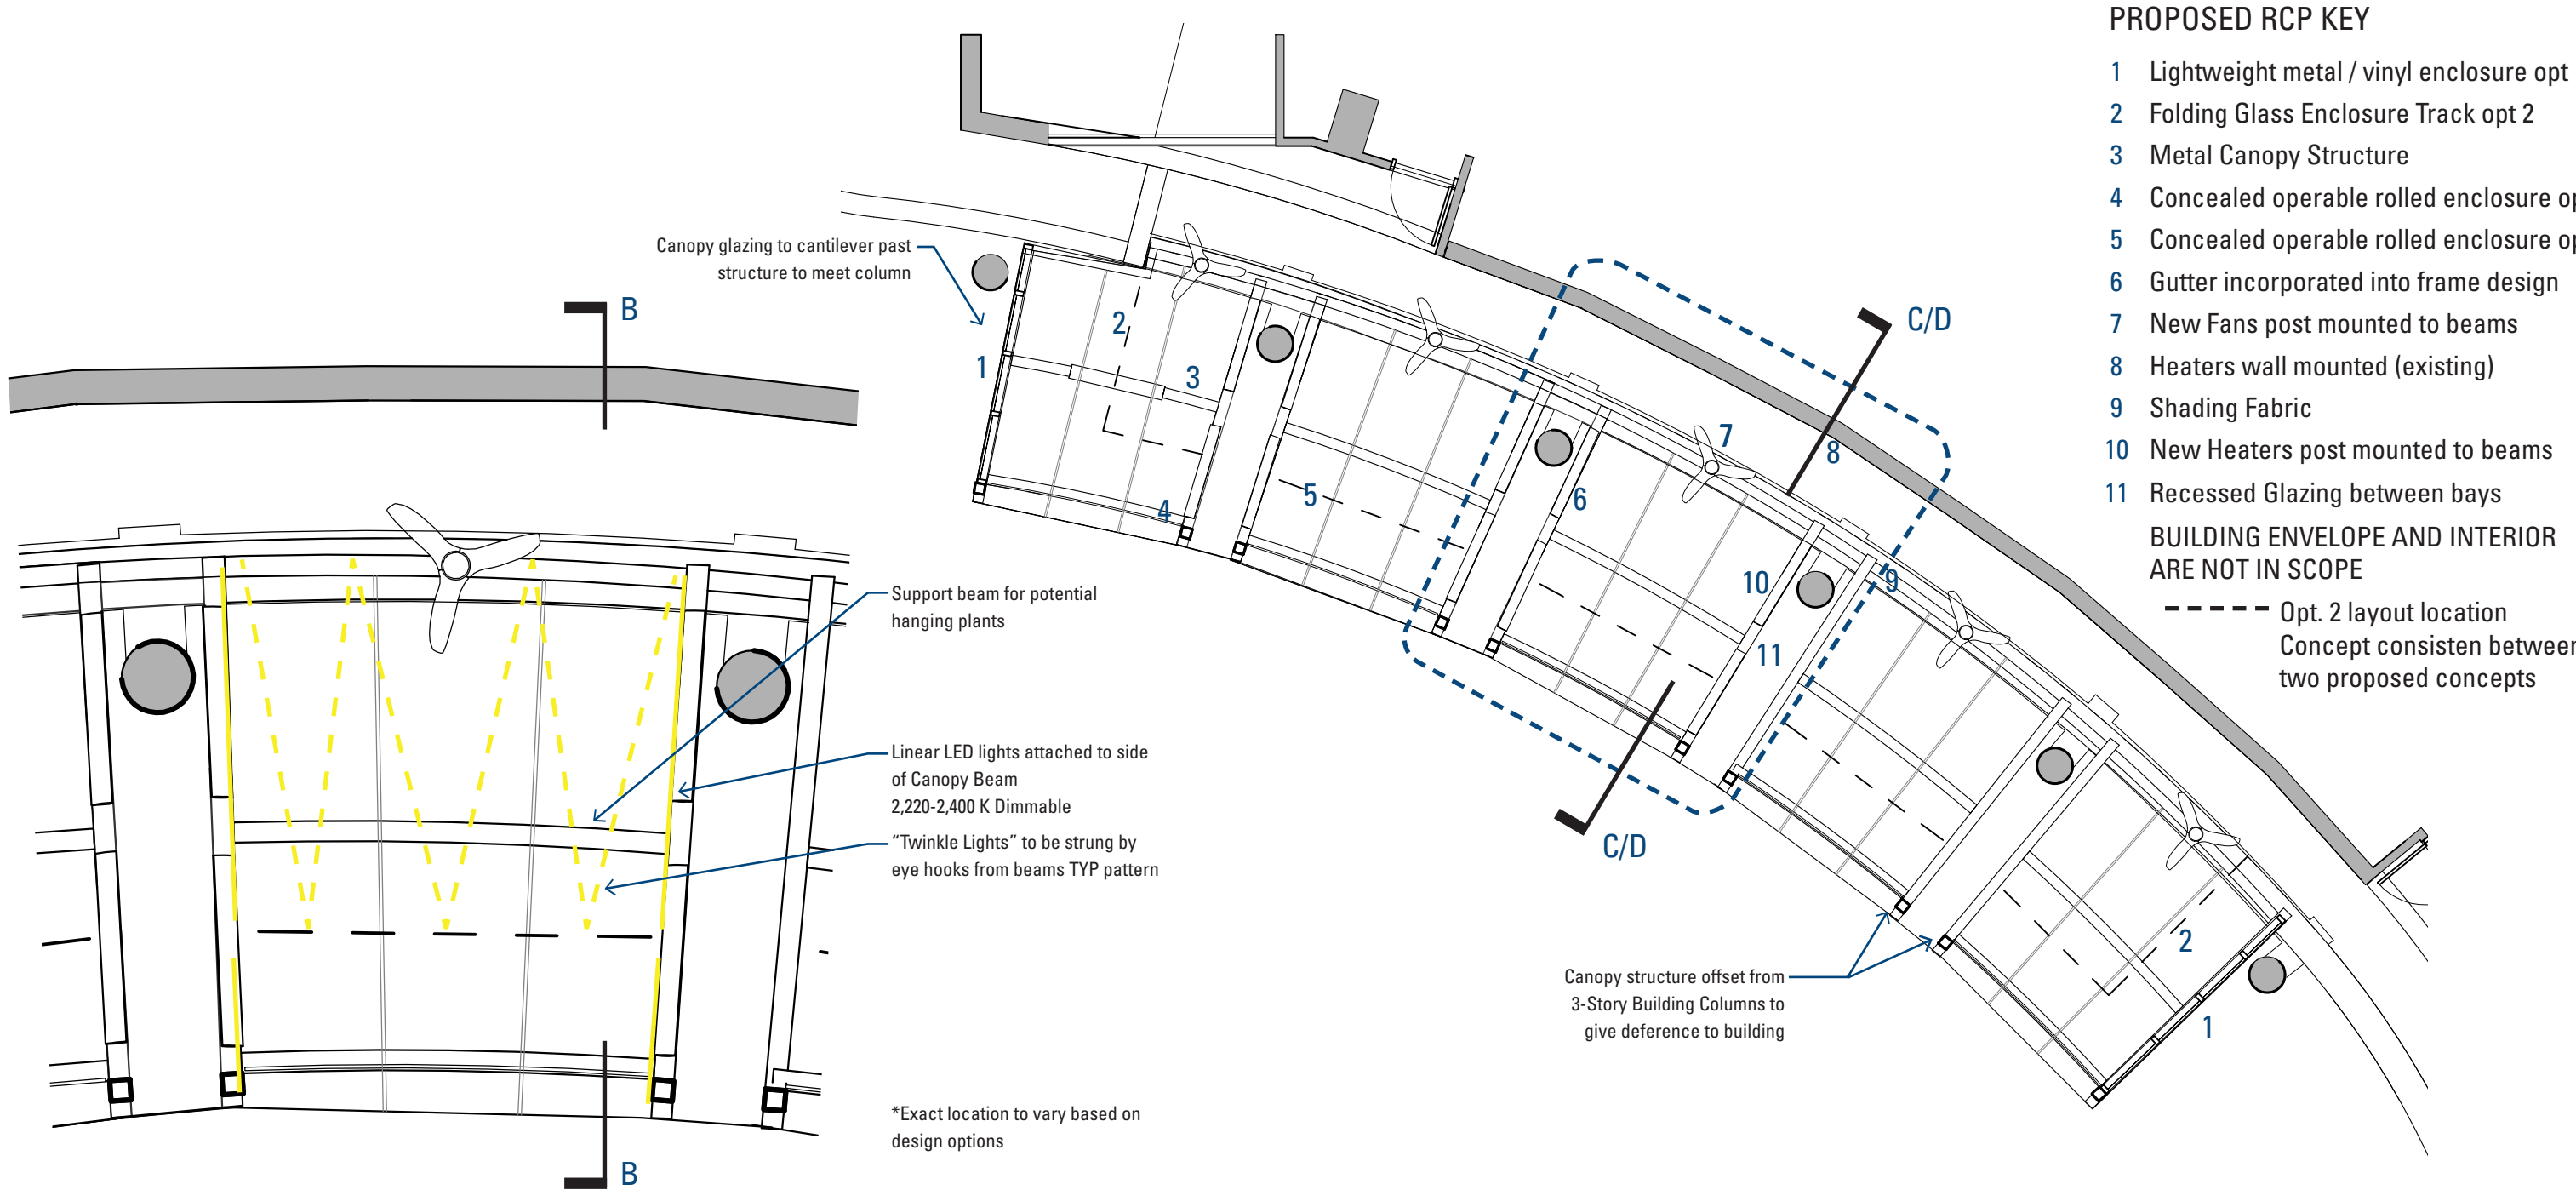 PROPOSED RCP KEY
1 Lightweight metal / vinyl enclosure opt
2 Folding Glass Enclosure Track opt 2
3 Metal Canopy Structure
4 Concealed operable rolled enclosure op
5 Concealed operable rolled enclosure op
6 Gutter incorporated into frame design
7 New Fans post mounted to beams
8 Heaters wall mounted (existing)
9 Shading Fabric
10 New Heaters post mounted to beams
11 Recessed Glazing between bays
BUILDING ENVELOPE AND INTERIOR
ARE NOT IN SCOPE
Opt. 2 layout location
Concept consisten between
two proposed concepts
Canopy glazing to cantilever past
structure to meet column
B
C/D
1
2
3
4
5
6
7
8
9
10
11
2
1
C/D
Support beam for potential
hanging plants
Linear LED lights attached to side
of Canopy Beam
2,220-2,400 K Dimmable
"Twinkle Lights" to be strung by
eye hooks from beams TYP pattern
Canopy structure offset from
3-Story Building Columns to
give deference to building
*Exact location to vary based on
design options
B